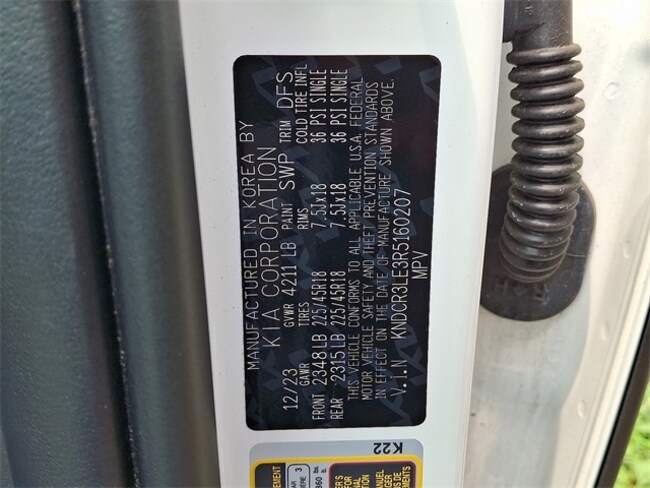 MANUFACTURED IN KOREA BY
KIA CORPORATION
12/23 GVWR 4211 LB PAINT SWP TRIM DFS
GAWR TIRES RIMS COLD TIRE INFL
FRONT 2348 LB 225/45R18 7.5Jx18 36 PSI SINGLE
REAR 2315 LB 225/45R18 7.5Jx18 36 PSI SINGLE
THIS VEHICLE CONFORMS TO ALL APPLICABLE U.S.A. FEDERAL
MOTOR VEHICLE SAFETY AND THEFT PREVENTION STANDARDS
IN EFFECT ON THE DATE OF MANUFACTURE SHOWN ABOVE.
V.I.N KNDCR3LE3R5160207
MPV
K22